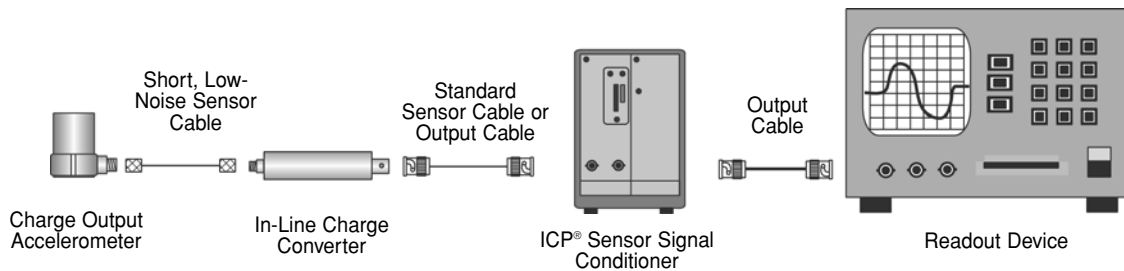 Short, Low-
Noise Sensor
Cable
Standard
Sensor Cable or
Output Cable
Output
Cable
Charge Output
Accelerometer
In-Line Charge
Converter
ICP® Sensor Signal
Conditioner
Readout Device